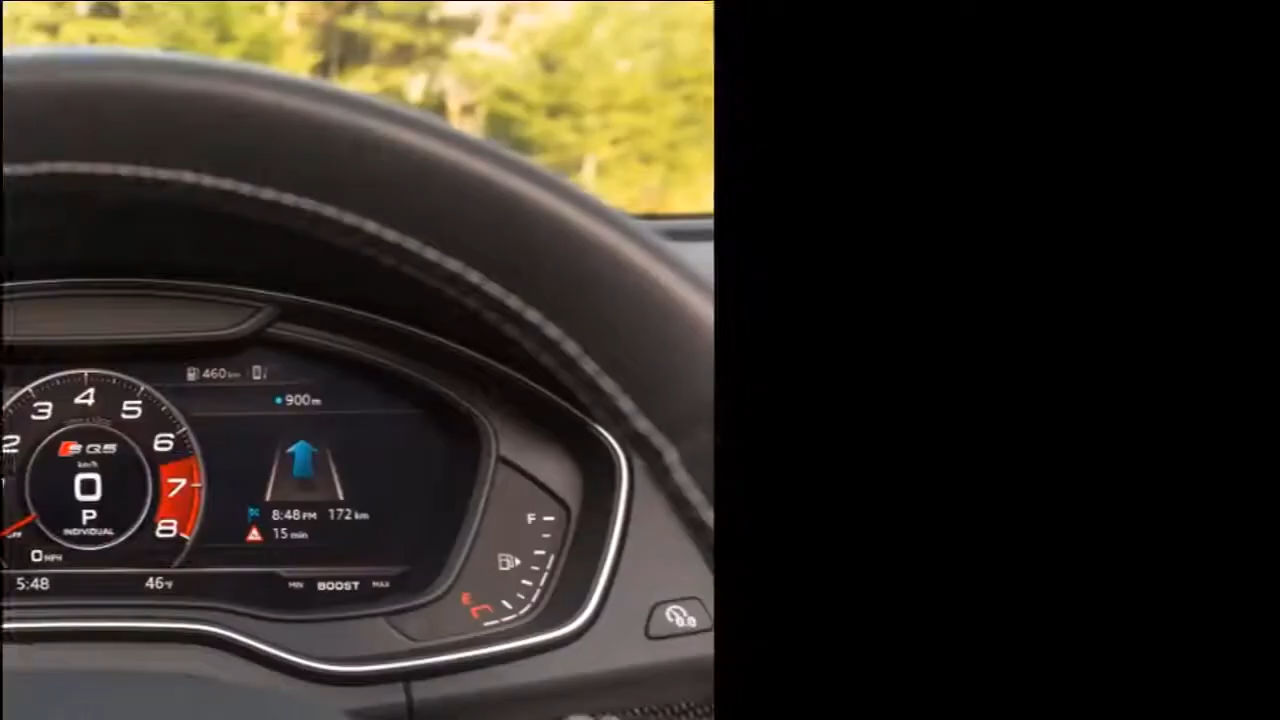 460 km
900 m
4
3
5
2
6
SQ5
km/h
0
7
P
INDIVIDUAL
8
8:48 PM 172 km
15 min
0 MPH
5:48
46°F
MIN BOOST MAX
F
E